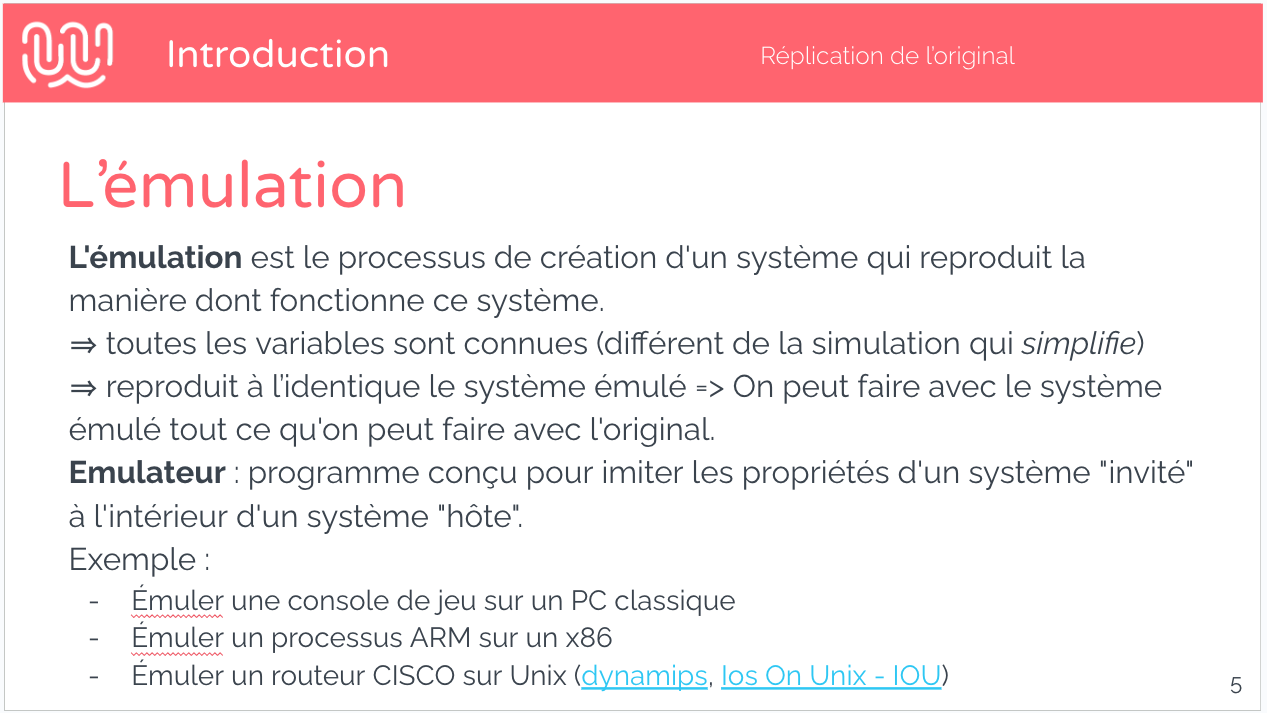 Introduction
Réplication de l’original
L’émulation
L'émulation est le processus de création d'un système qui reproduit la
manière dont fonctionne ce système.
⇒ toutes les variables sont connues (différent de la simulation qui simplifie)
⇒ reproduit à l’identique le système émulé => On peut faire avec le système
émulé tout ce qu'on peut faire avec l'original.
Emulateur : programme conçu pour imiter les propriétés d'un système "invité"
à l'intérieur d'un système "hôte".
Exemple :
- Émuler une console de jeu sur un PC classique
- Émuler un processus ARM sur un x86
- Émuler un routeur CISCO sur Unix (dynamips, Ios On Unix - IOU)
5